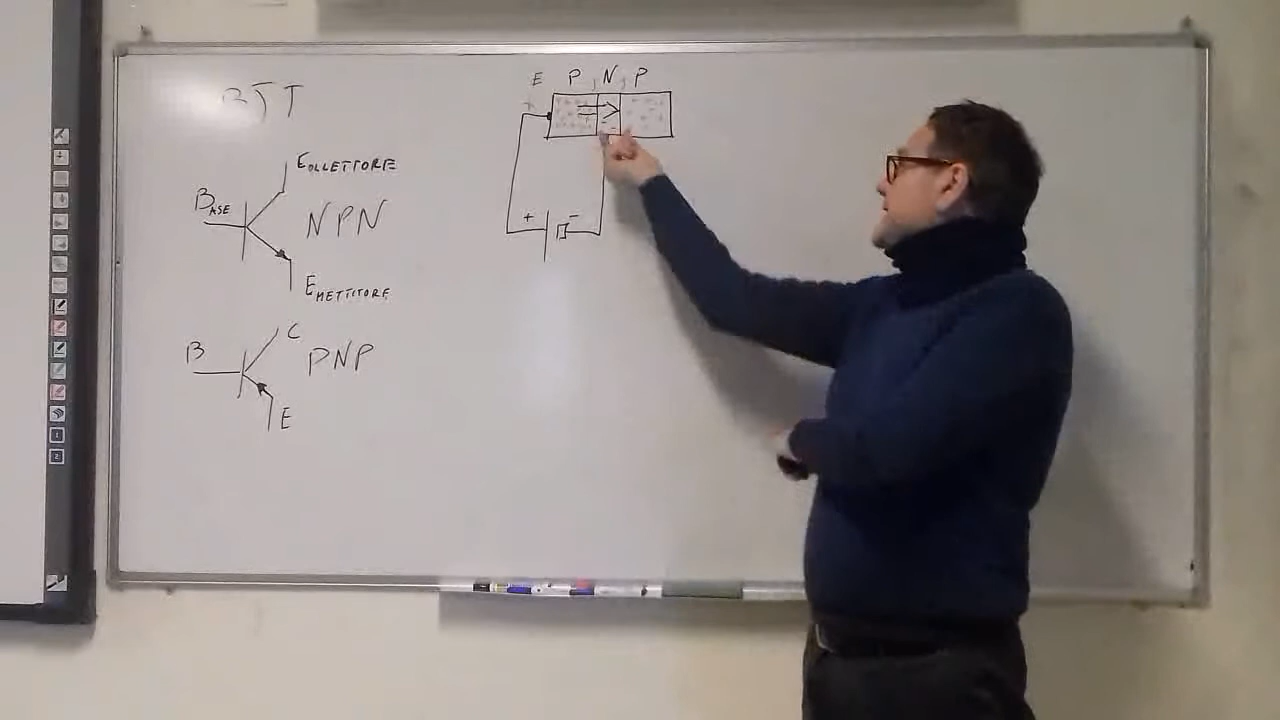 BJT
COLLETTORE
BASE
NPN
EMETTITORE
B
C
PNP
E
E P N P
+ -